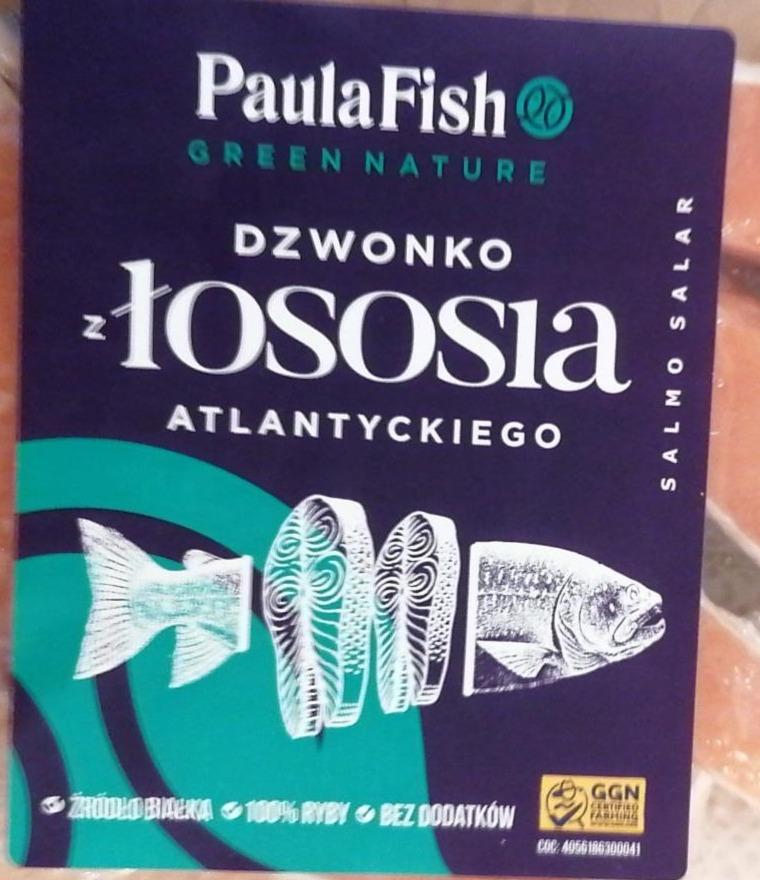 PaulaFish
GREEN NATURE
DZWONKO
z łososia
ATLANTYCKIEGO
SALMO SALAR
ŹRÓDŁO BIAŁKA 100% RYBY BEZ DODATKÓW
GGN
CERTIFIED
FARMING
COC: 4056186300041